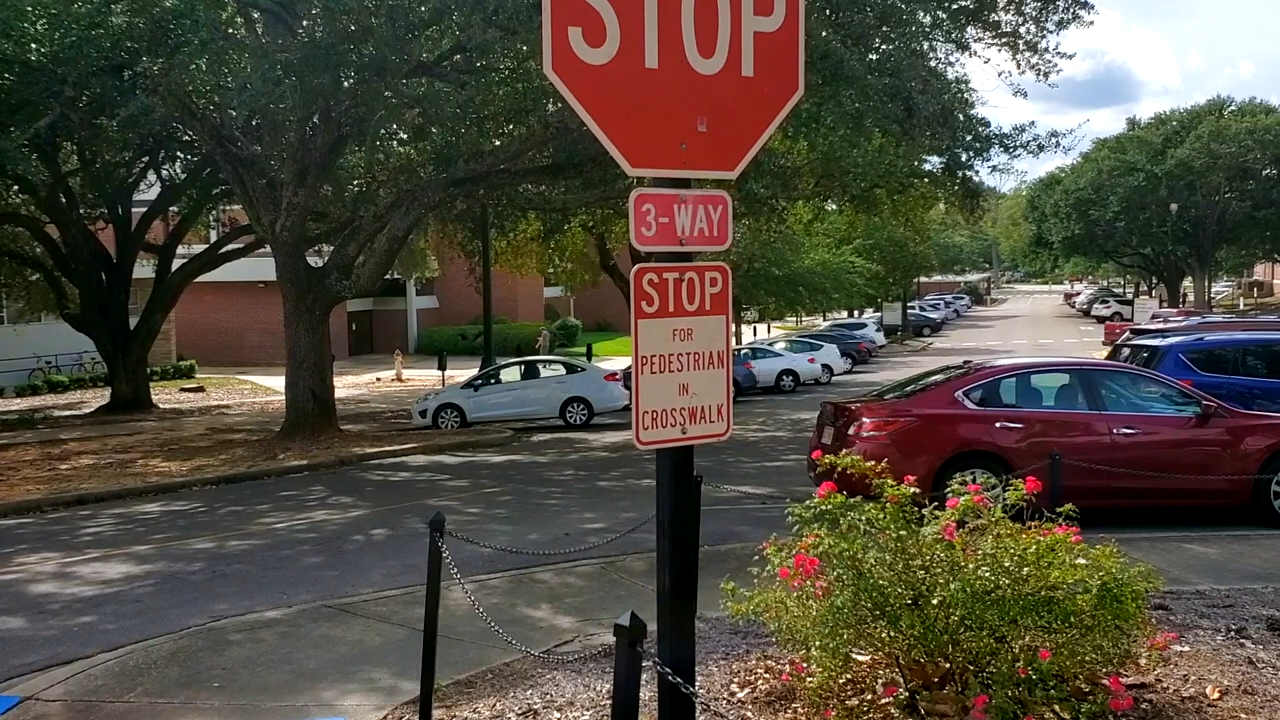 STOP
3-WAY
STOP
FOR
PEDESTRIAN
IN
CROSSWALK